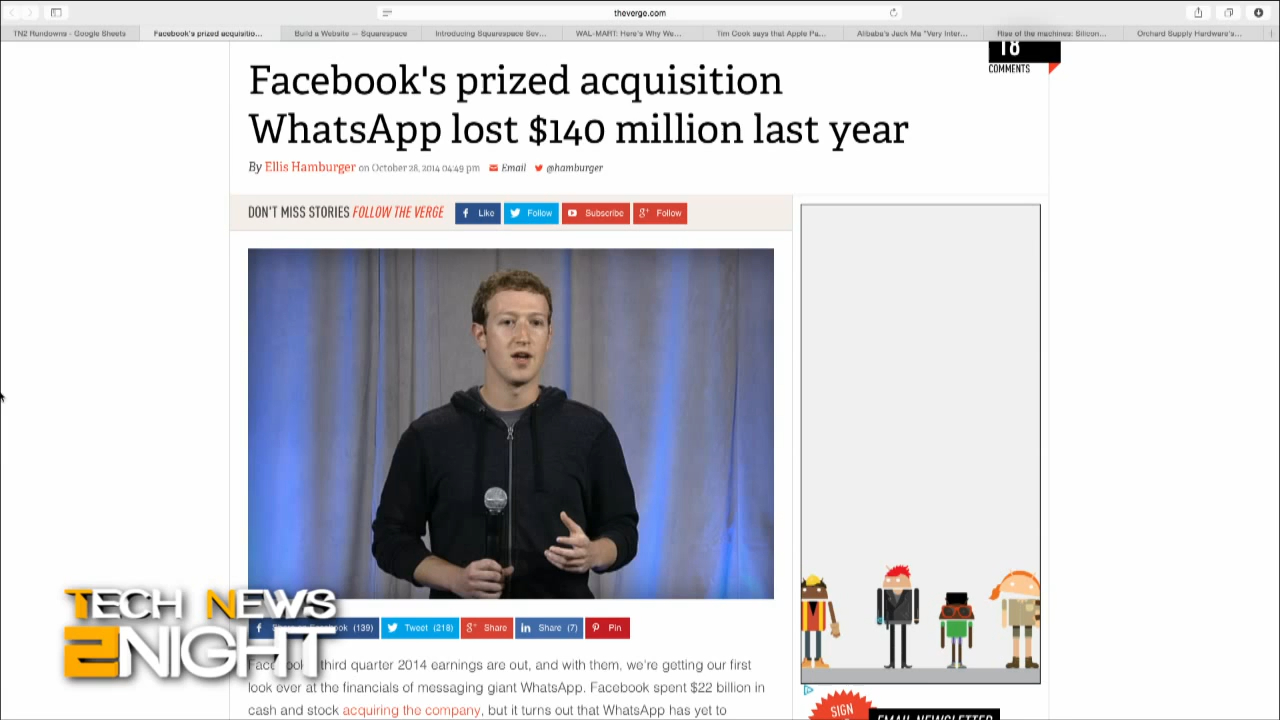 theverge.com
TN2 Rundowns - Google Sheets
Facebook's prized acquisitio...
Build a Website — Squarespace
Introducing Squarespace Sev...
WAL-MART: Here's Why We...
Tim Cook says that Apple Pa...
Alibaba's Jack Ma "Very Inter...
Rise of the machines: Silicon...
Orchard Supply Hardware's...
18
COMMENTS
Facebook's prized acquisition
WhatsApp lost $140 million last year
By Ellis Hamburger on October 28, 2014 04:49 pm Email @hamburger
DON'T MISS STORIES FOLLOW THE VERGE
Like
Follow
Subscribe
Follow
TECH NEWS
2NIGHT
(139)
Tweet (218)
Share
Share (7)
Pin
third quarter 2014 earnings are out, and with them, we're getting our first
look ever at the financials of messaging giant WhatsApp. Facebook spent $22 billion in
cash and stock acquiring the company, but it turns out that WhatsApp has yet to
SIGN
EMAIL NEWSLETTER